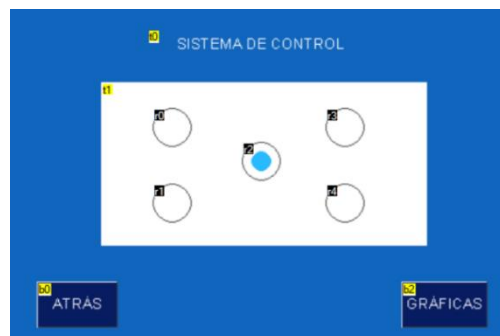 t0 SISTEMA DE CONTROL
t1
r0 r3
r2
r1 r4
b0 b2
ATRÁS GRÁFICAS